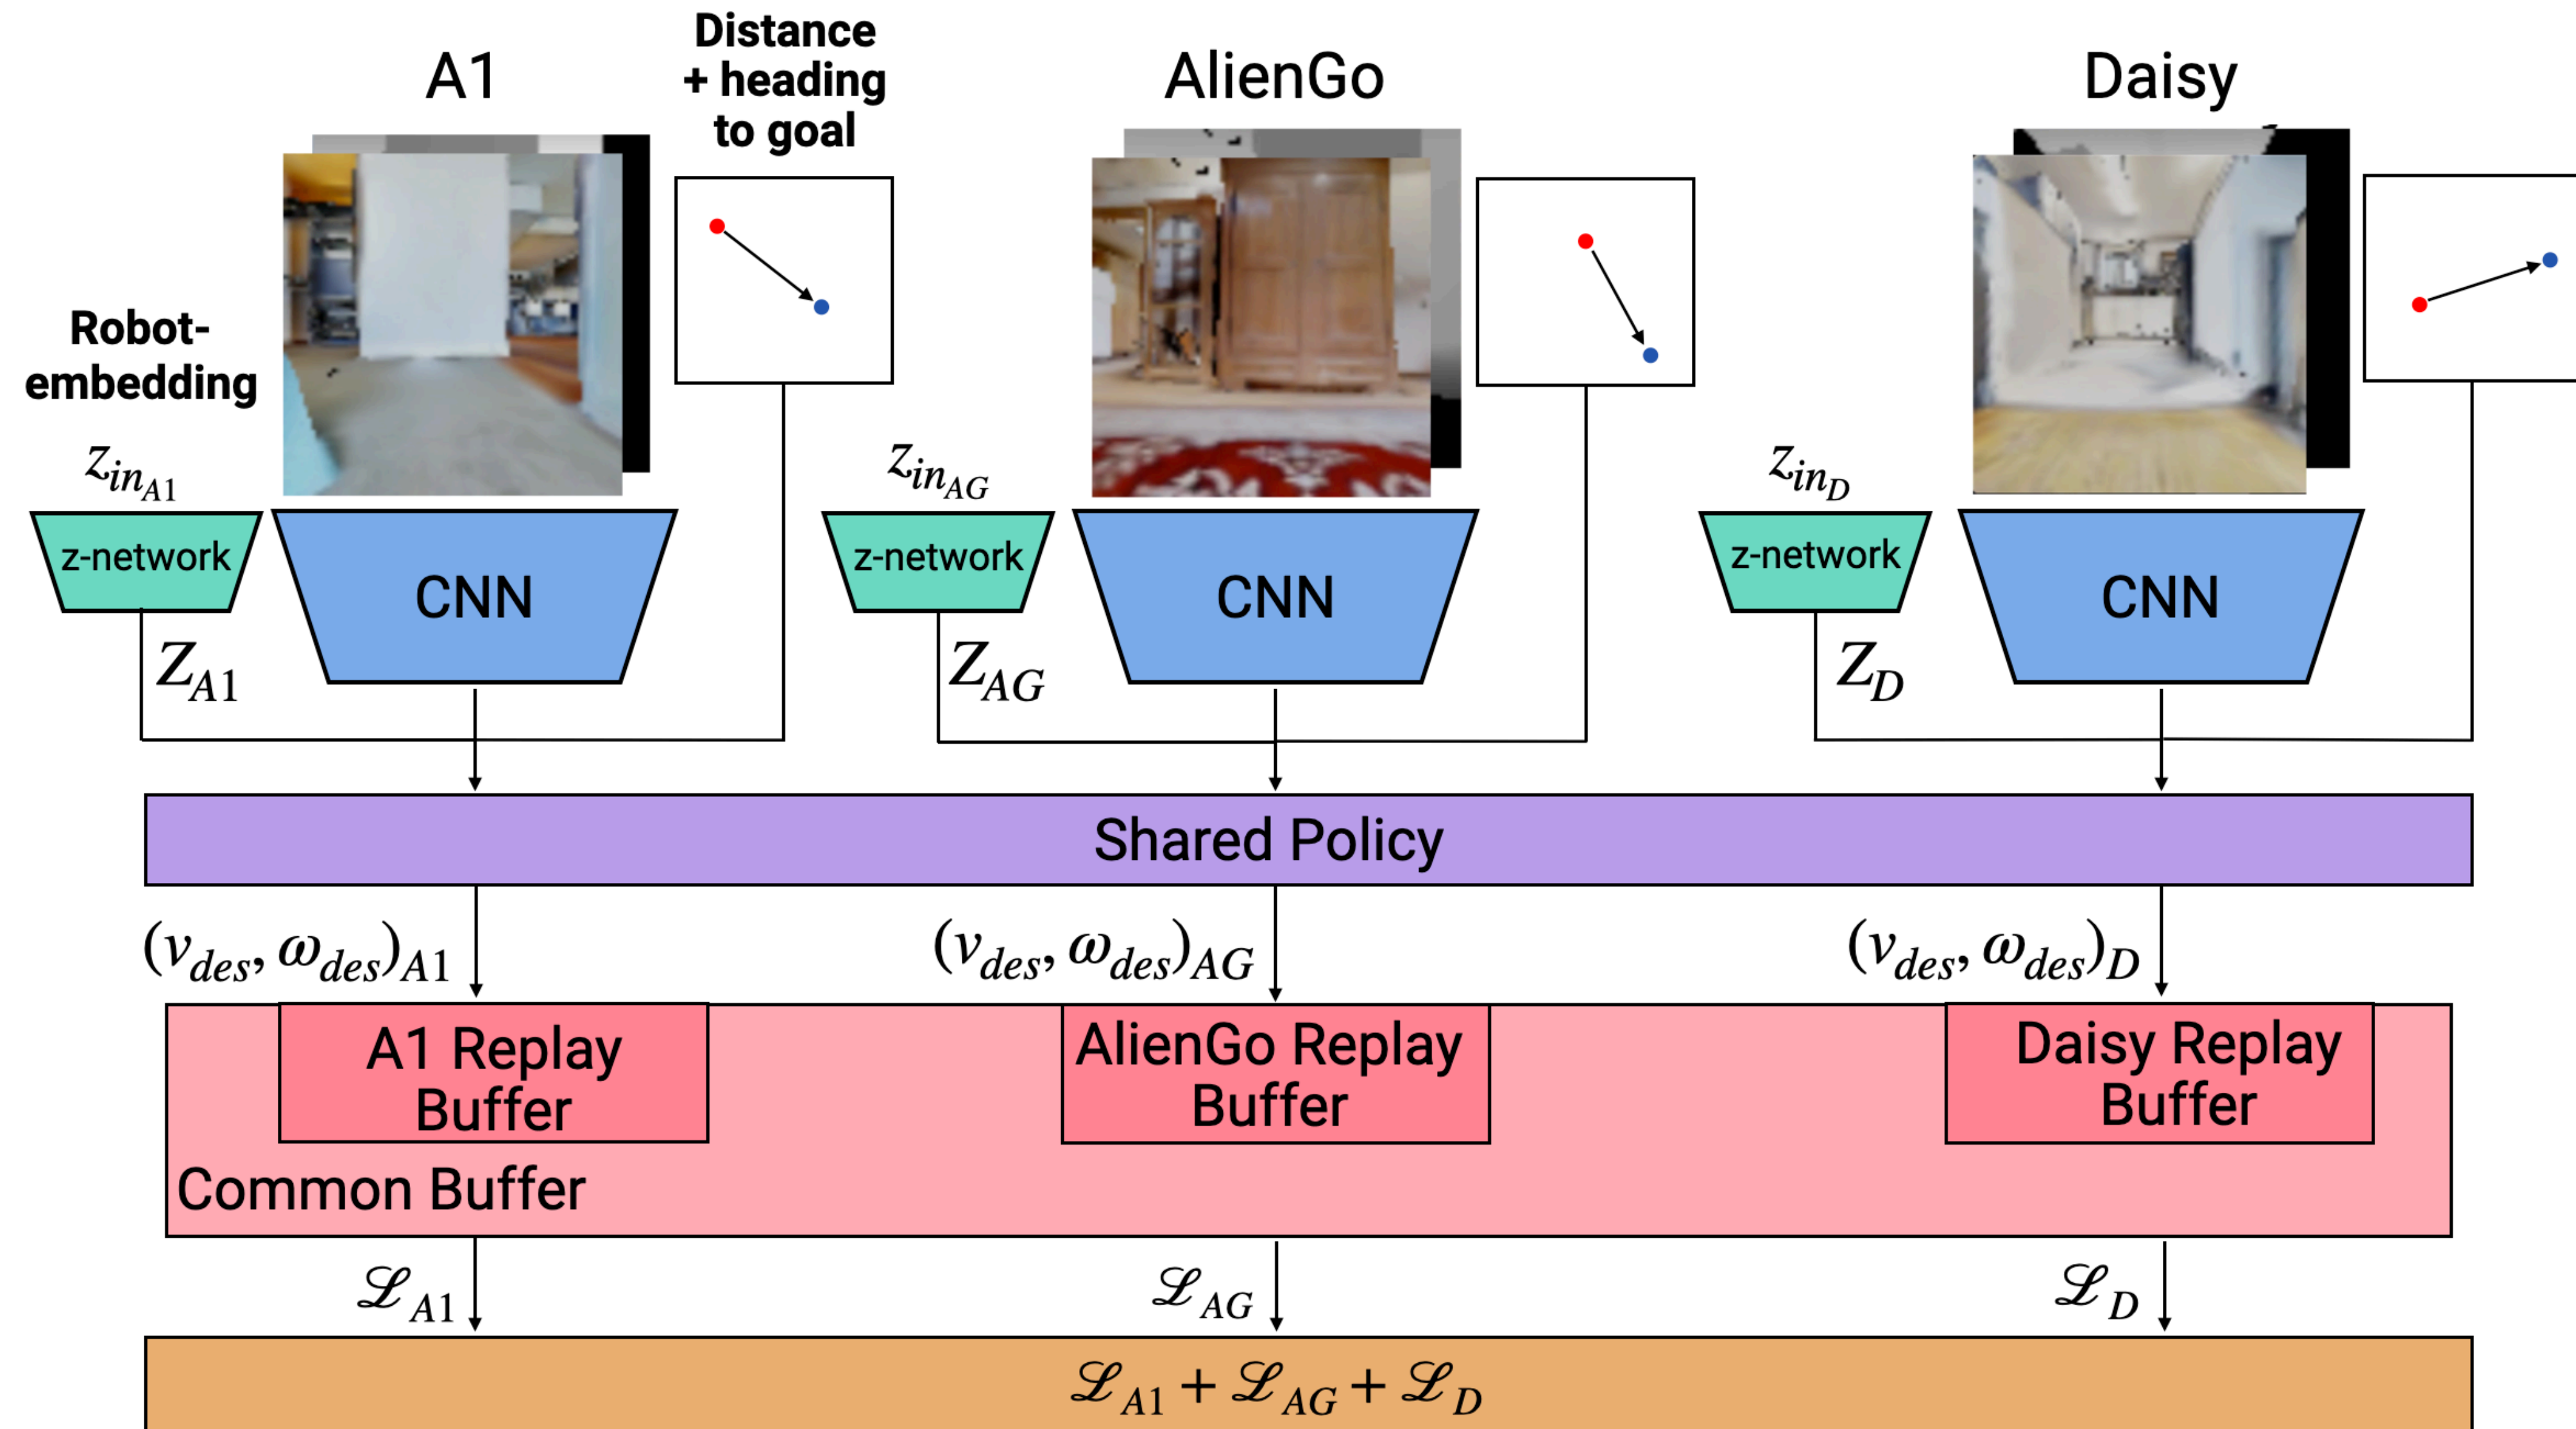 Distance
+ heading
to goal
A1
AlienGo
Daisy
Robot-
embedding
z_{in_{A1}}
z_{in_{AG}}
z_{in_D}
z-network
CNN
z-network
CNN
z-network
CNN
Z_{A1}
Z_{AG}
Z_D
Shared Policy
(v_{des}, ω_{des})_{A1}
(v_{des}, ω_{des})_{AG}
(v_{des}, ω_{des})_D
A1 Replay
Buffer
AlienGo Replay
Buffer
Daisy Replay
Buffer
Common Buffer
ℒ_{A1}
ℒ_{AG}
ℒ_D
ℒ_{A1} + ℒ_{AG} + ℒ_D